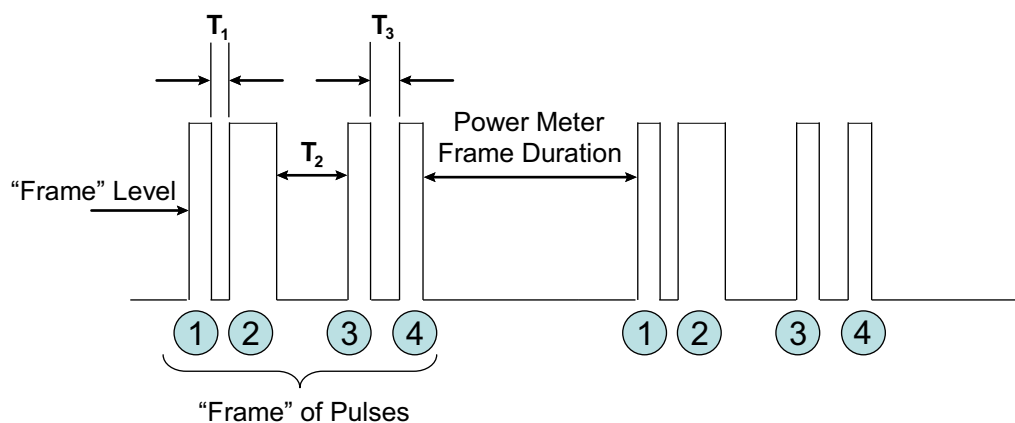 T₁
T₃
Power Meter
Frame Duration
T₂
“Frame” Level
1 2 3 4 1 2 3 4
“Frame” of Pulses